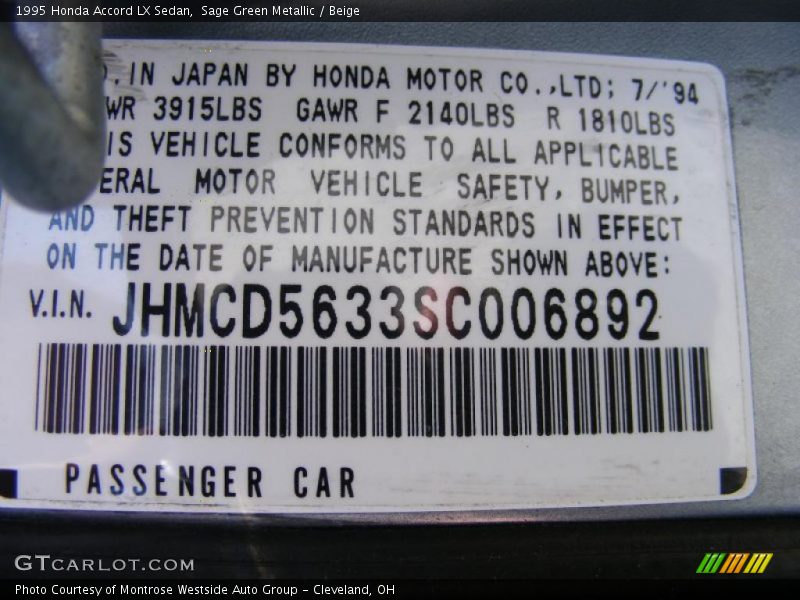 1995 Honda Accord LX Sedan, Sage Green Metallic / Beige
IN JAPAN BY HONDA MOTOR CO.,LTD; 7/'94
WR 3915LBS GAWR F 2140LBS R 1810LBS
IS VEHICLE CONFORMS TO ALL APPLICABLE
ERAL MOTOR VEHICLE SAFETY, BUMPER,
AND THEFT PREVENTION STANDARDS IN EFFECT
ON THE DATE OF MANUFACTURE SHOWN ABOVE:
V.I.N. JHMCD5633SC006892
PASSENGER CAR
GTCARLOT.COM
Photo Courtesy of Montrose Westside Auto Group - Cleveland, OH